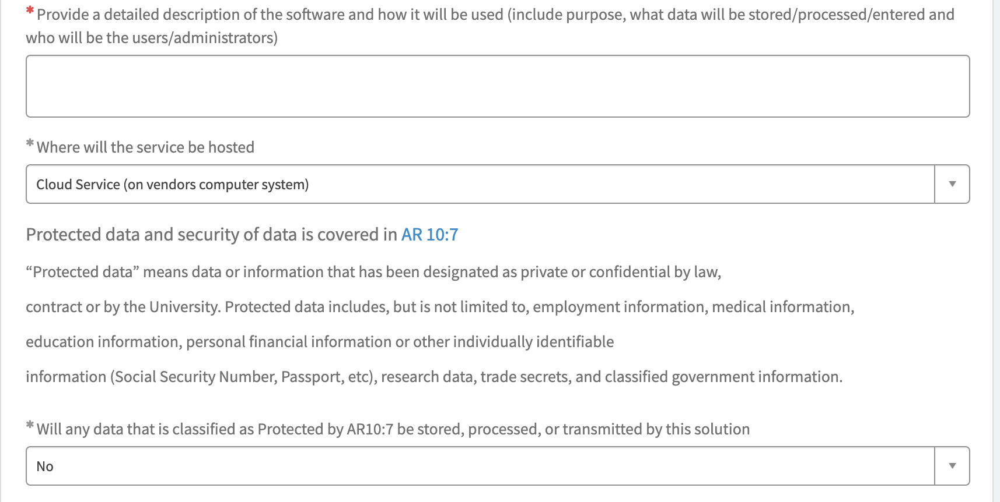 *Provide a detailed description of the software and how it will be used (include purpose, what data will be stored/processed/entered and
who will be the users/administrators)
*Where will the service be hosted
Cloud Service (on vendors computer system)
Protected data and security of data is covered in AR 10:7
“Protected data” means data or information that has been designated as private or confidential by law,
contract or by the University. Protected data includes, but is not limited to, employment information, medical information,
education information, personal financial information or other individually identifiable
information (Social Security Number, Passport, etc), research data, trade secrets, and classified government information.
*Will any data that is classified as Protected by AR10:7 be stored, processed, or transmitted by this solution
No